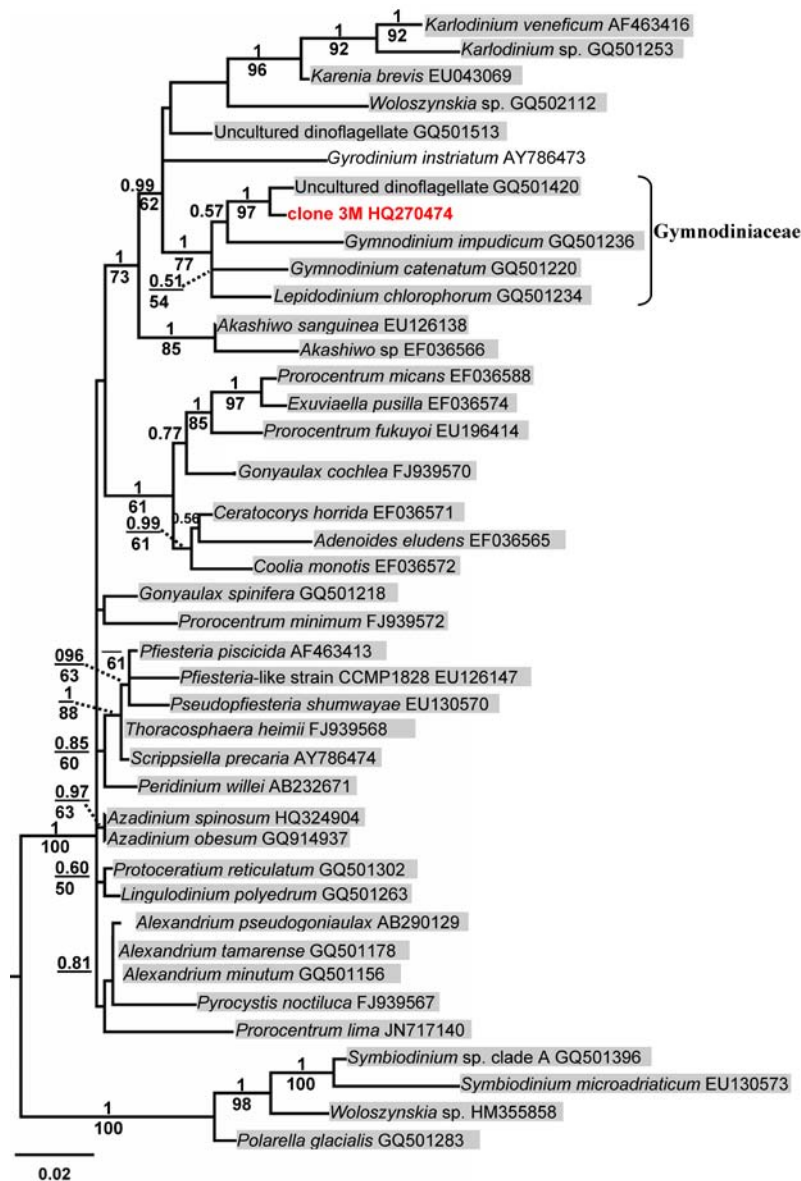 1
92
Karlodinium veneficum AF463416
1
92
Karlodinium sp. GQ501253
1
96
Karenia brevis EU043069
Woloszynskia sp. GQ502112
Uncultured dinoflagellate GQ501513
Gyrodinium instriatum AY786473
0.99
62
Uncultured dinoflagellate GQ501420
1
97
clone 3M HQ270474
0.57
Gymnodinium impudicum GQ501236
Gymnodiniaceae
1
77
Gymnodinium catenatum GQ501220
0.51
54
Lepidodinium chlorophorum GQ501234
1
73
Akashiwo sanguinea EU126138
1
85
Akashiwo sp EF036566
Prorocentrum micans EF036588
1
97
Exuviaella pusilla EF036574
1
85
Prorocentrum fukuyoi EU196414
0.77
Gonyaulax cochlea FJ939570
1
61
Ceratocorys horrida EF036571
0.56
0.99
61
Adenoides eludens EF036565
Coolia monotis EF036572
Gonyaulax spinifera GQ501218
Prorocentrum minimum FJ939572
Pfiesteria piscicida AF463413
61
096
63
Pfiesteria-like strain CCMP1828 EU126147
1
88
Pseudopfiesteria shumwayae EU130570
Thoracosphaera heimii FJ939568
0.85
60
Scrippsiella precaria AY786474
Peridinium willei AB232671
0.97
63
Azadinium spinosum HQ324904
1
100
Azadinium obesum GQ914937
0.60
50
Protoceratium reticulatum GQ501302
Lingulodinium polyedrum GQ501263
Alexandrium pseudogoniaulax AB290129
Alexandrium tamarense GQ501178
0.81
Alexandrium minutum GQ501156
Pyrocystis noctiluca FJ939567
Prorocentrum lima JN717140
Symbiodinium sp. clade A GQ501396
1
100
Symbiodinium microadriaticum EU130573
1
98
Woloszynskia sp. HM355858
1
100
Polarella glacialis GQ501283
0.02